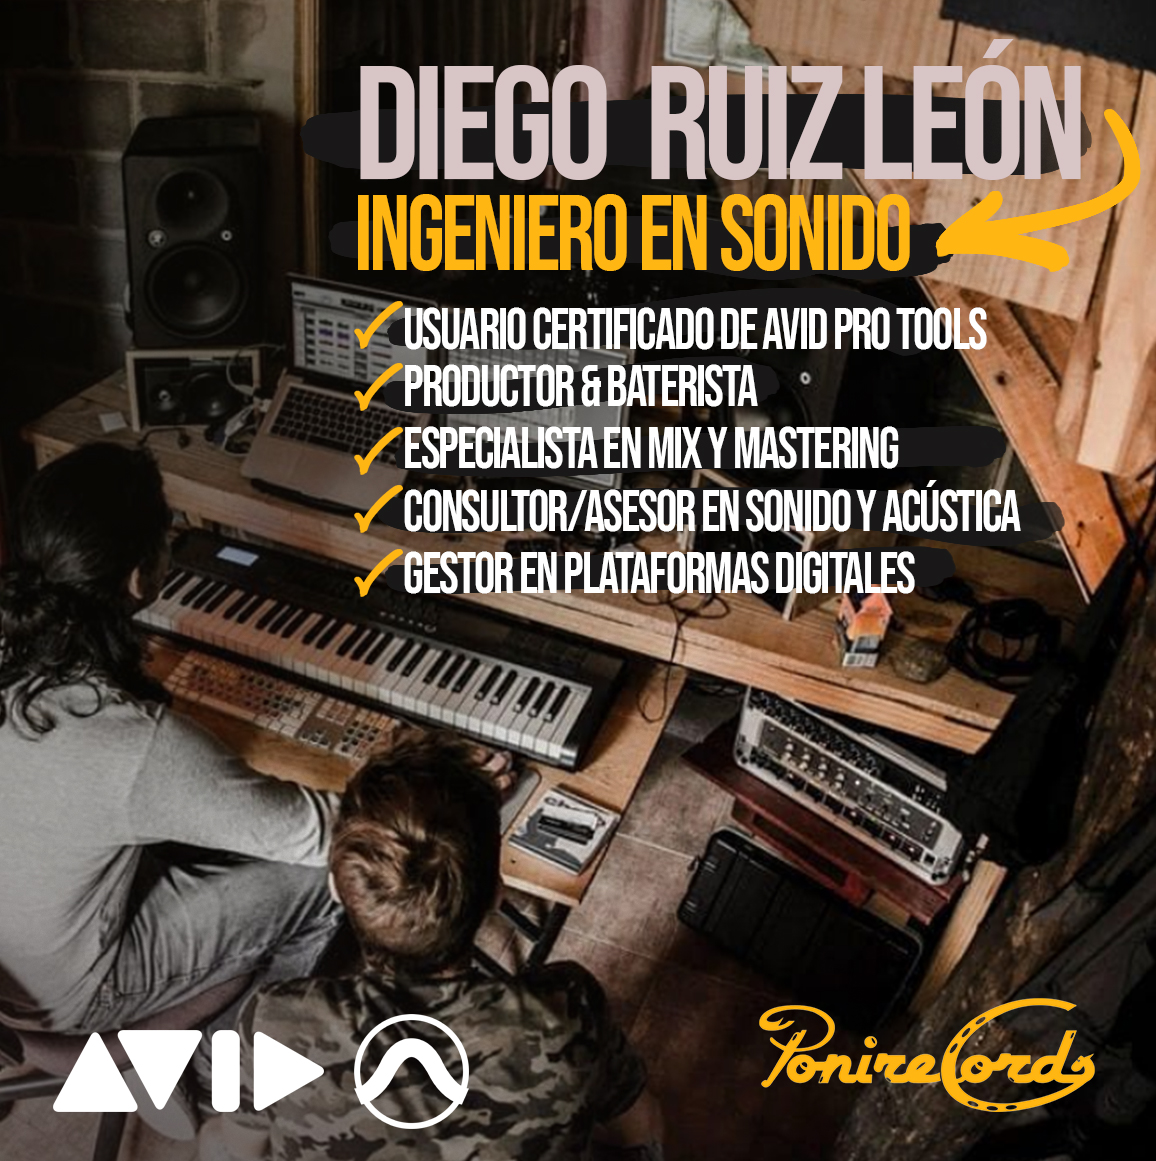 DIEGO RUIZ LEÓN
INGENIERO EN SONIDO
USUARIO CERTIFICADO DE AVID PRO TOOLS
PRODUCTOR & BATERISTA
ESPECIALISTA EN MIX Y MASTERING
CONSULTOR/ASESOR EN SONIDO Y ACÚSTICA
GESTOR EN PLATAFORMAS DIGITALES
AVID
Ponirecords